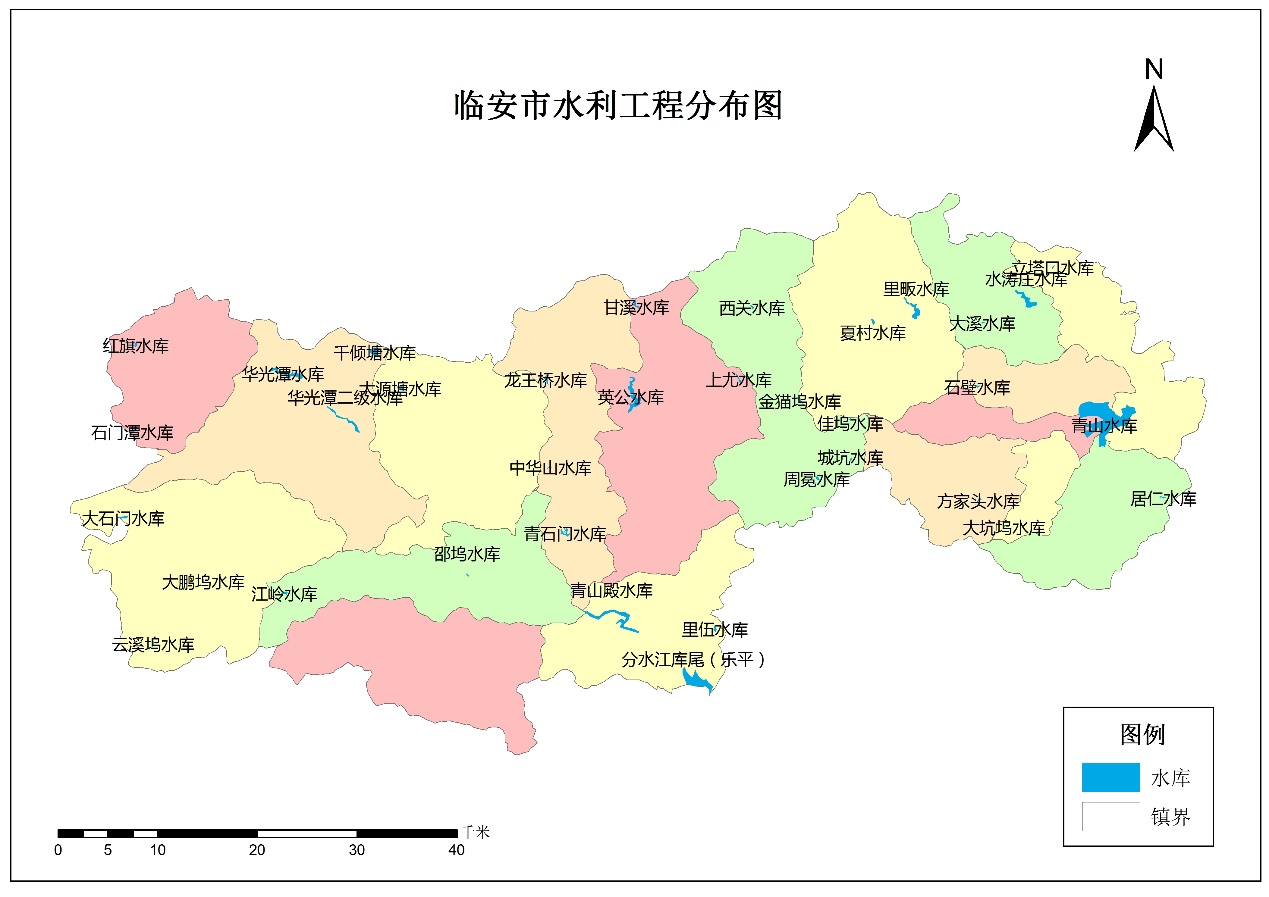 N
临安市水利工程分布图
立塔口水库
水涛庄水库
里畈水库
甘溪水库
西关水库
大溪水库
夏村水库
红旗水库
千倾塘水库
华光潭水库
龙王桥水库
上尤水库
石壁水库
大源塘水库
华光潭二级水库
英公水库
金猫坞水库
佳坞水库
青山水库
石门潭水库
城坑水库
中华山水库
周冕水库
居仁水库
方家头水库
大石门水库
大坑坞水库
青石门水库
邵坞水库
大鹏坞水库
江岭水库
青山殿水库
里伍水库
云溪坞水库
分水江库尾（乐平）
图例
水库
镇界
千米
0 5 10 20 30 40